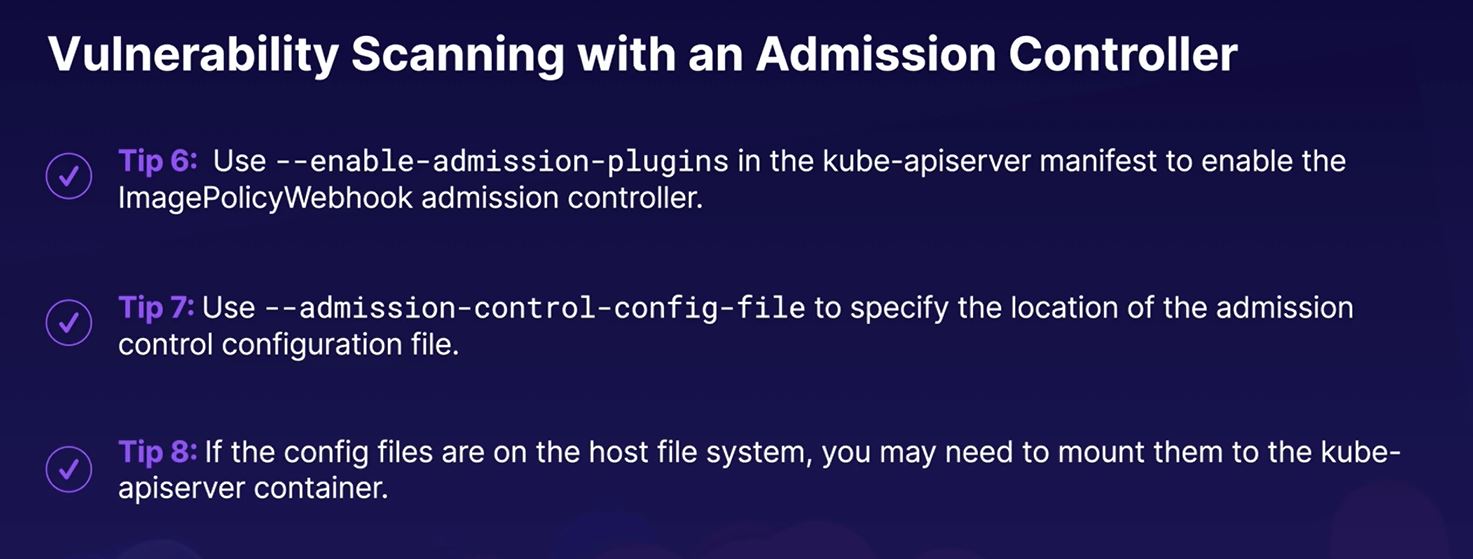 Vulnerability Scanning with an Admission Controller
Tip 6: Use --enable-admission-plugins in the kube-apiserver manifest to enable the
ImagePolicyWebhook admission controller.
Tip 7: Use --admission-control-config-file to specify the location of the admission
control configuration file.
Tip 8: If the config files are on the host file system, you may need to mount them to the kube-
apiserver container.